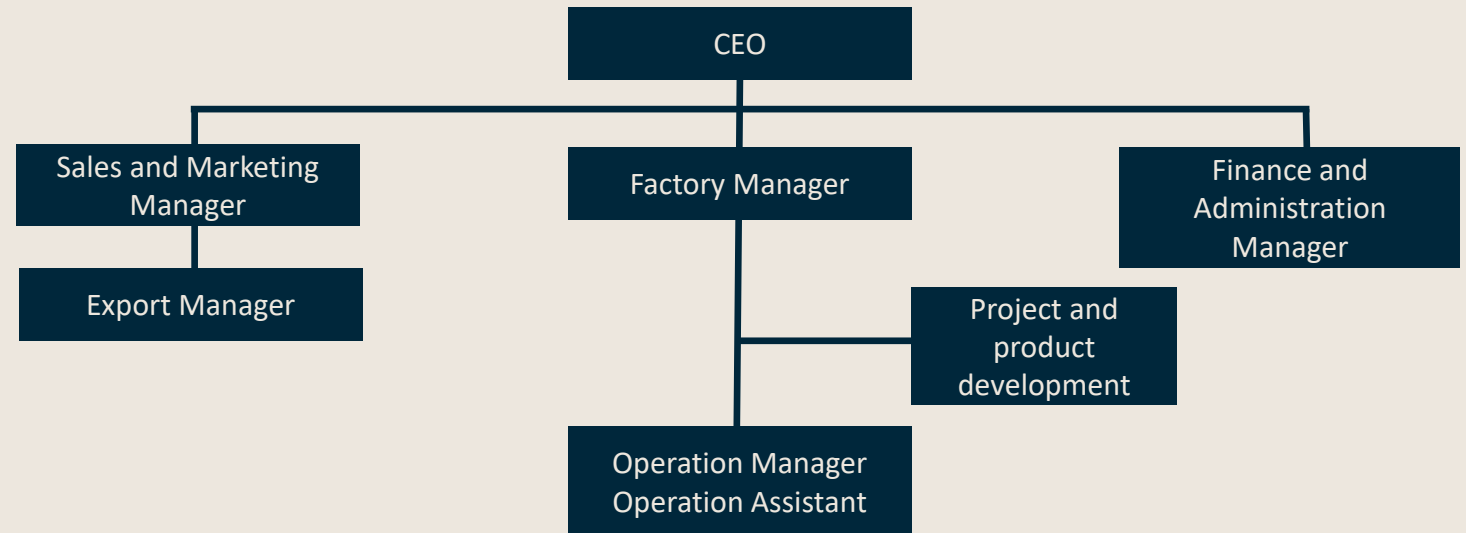 CEO
Sales and Marketing
Manager
Factory Manager
Finance and
Administration
Manager
Export Manager
Project and
product
development
Operation Manager
Operation Assistant